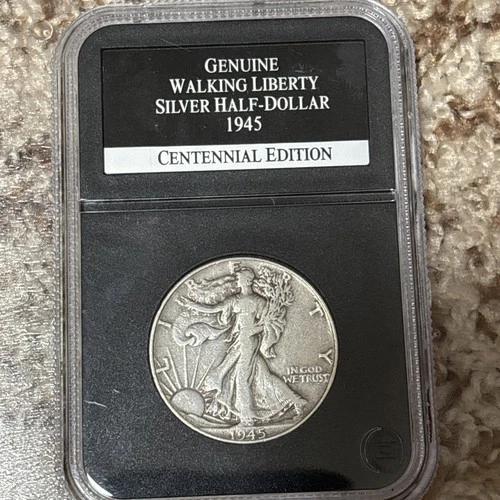 GENUINE
WALKING LIBERTY
SILVER HALF-DOLLAR
1945
CENTENNIAL EDITION
LIBERTY
IN GOD
WE TRUST
1945